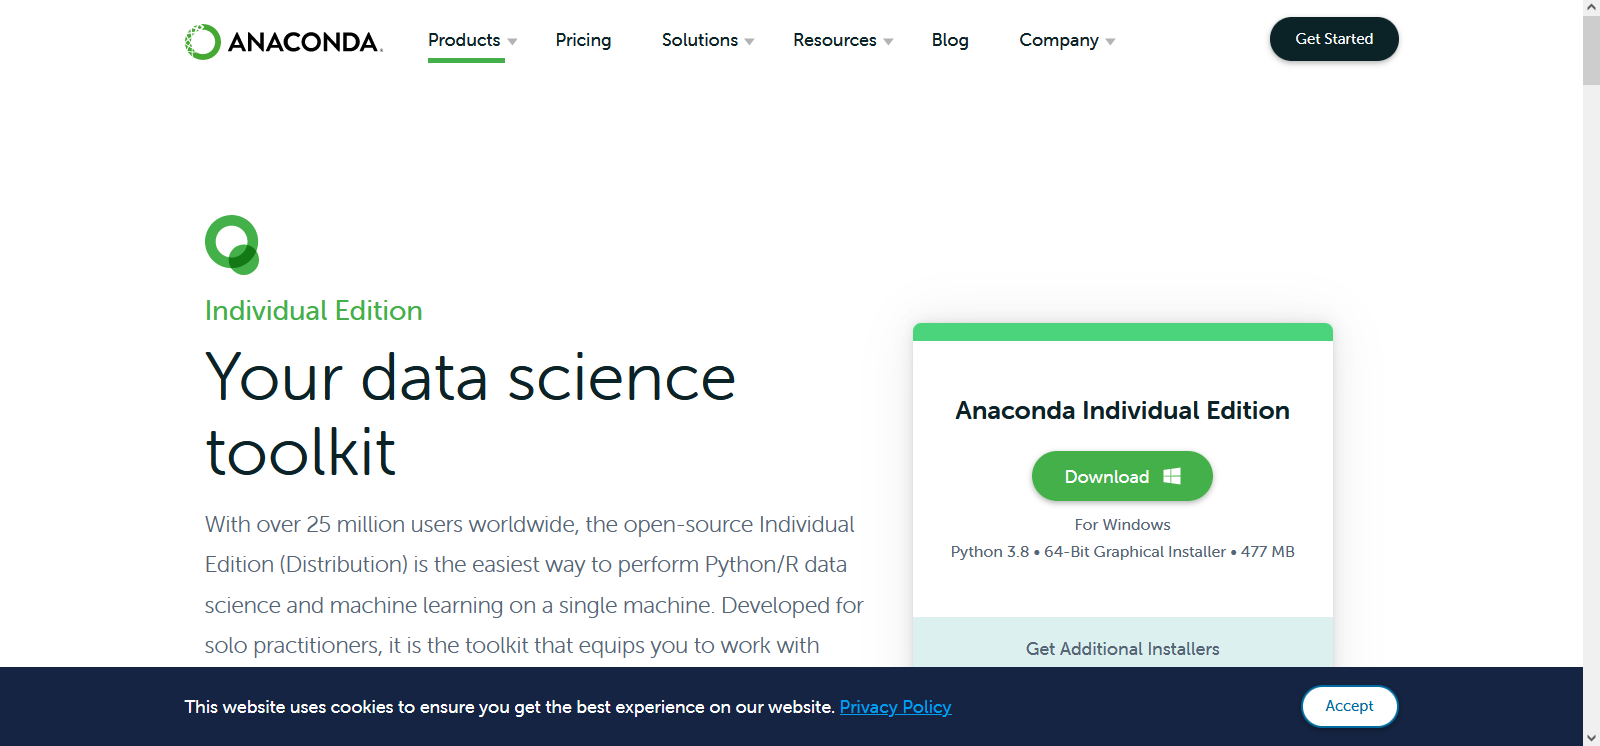 ANACONDA.
Products
Pricing
Solutions
Resources
Blog
Company
Get Started
Individual Edition
Your data science
toolkit
With over 25 million users worldwide, the open-source Individual
Edition (Distribution) is the easiest way to perform Python/R data
science and machine learning on a single machine. Developed for
solo practitioners, it is the toolkit that equips you to work with
Anaconda Individual Edition
Download
For Windows
Python 3.8 • 64-Bit Graphical Installer • 477 MB
Get Additional Installers
This website uses cookies to ensure you get the best experience on our website. Privacy Policy
Accept